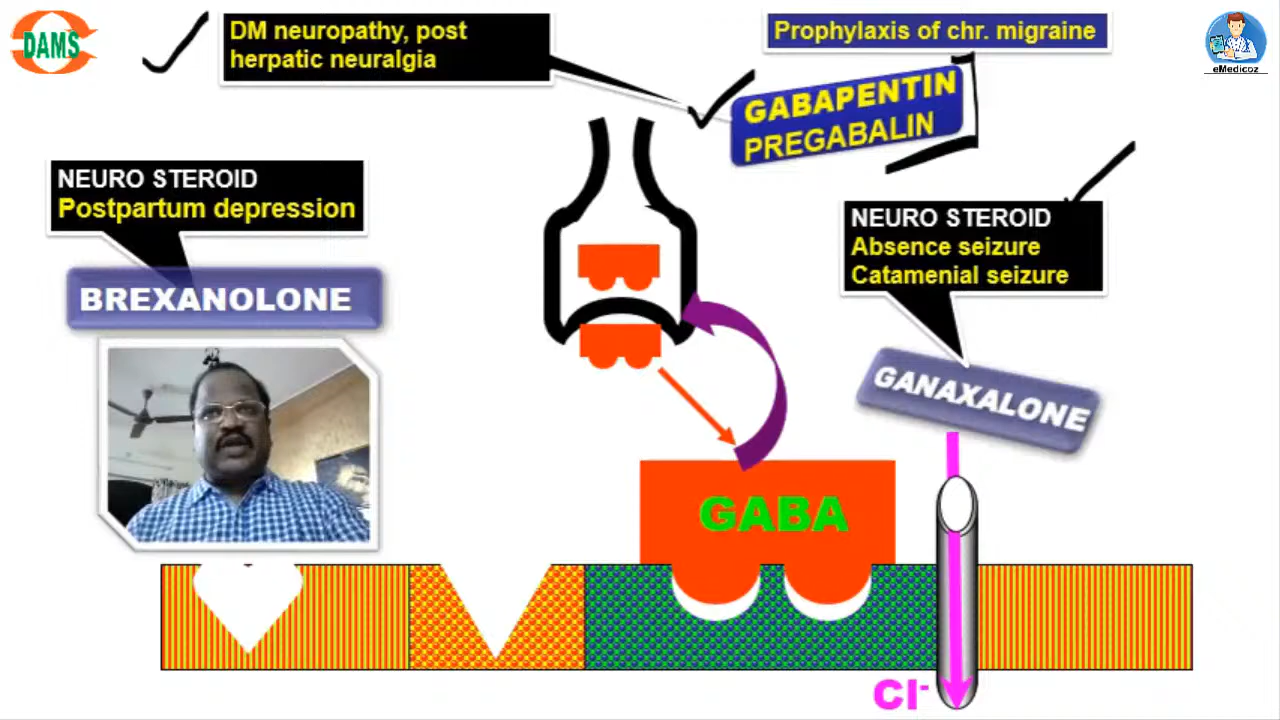 DAMS
DM neuropathy, post
herpatic neuralgia
Prophylaxis of chr. migraine
eMedicoz
GABAPENTIN
PREGABALIN
NEURO STEROID
Postpartum depression
BREXANOLONE
NEURO STEROID
Absence seizure
Catamenial seizure
GANAXALONE
GABA
Cl-